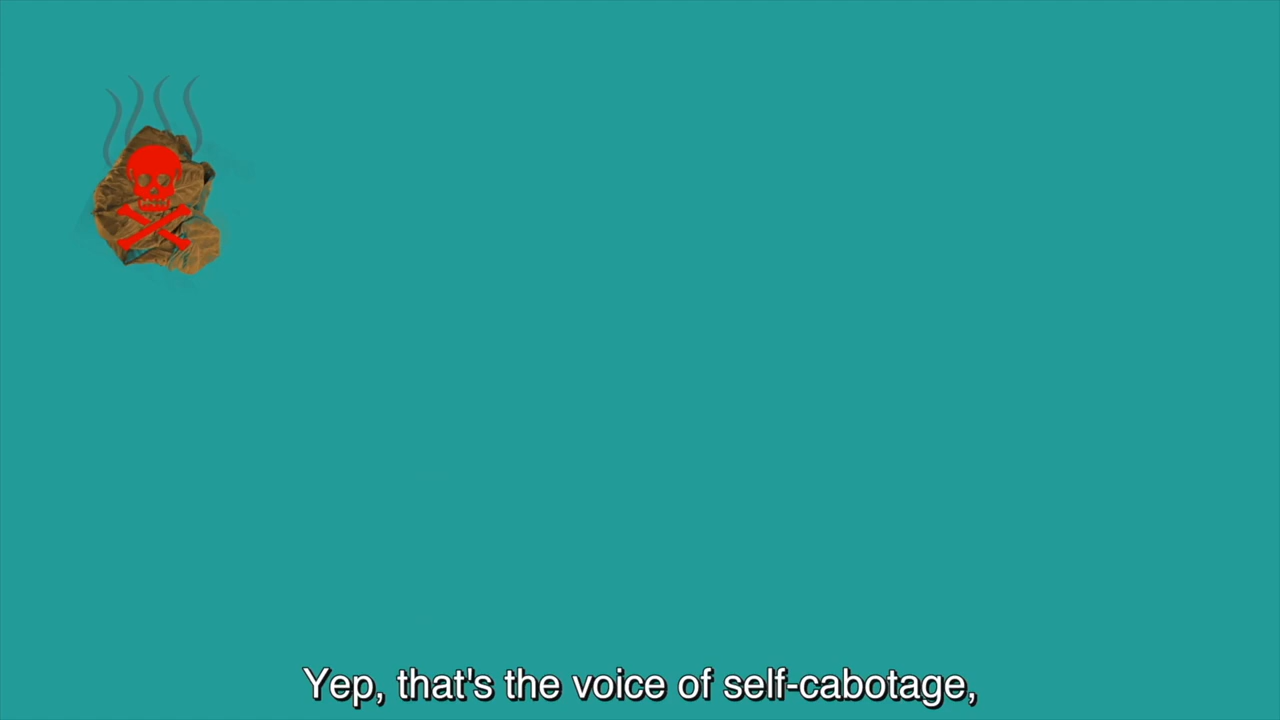 Yep, that's the voice of self-cabotage,